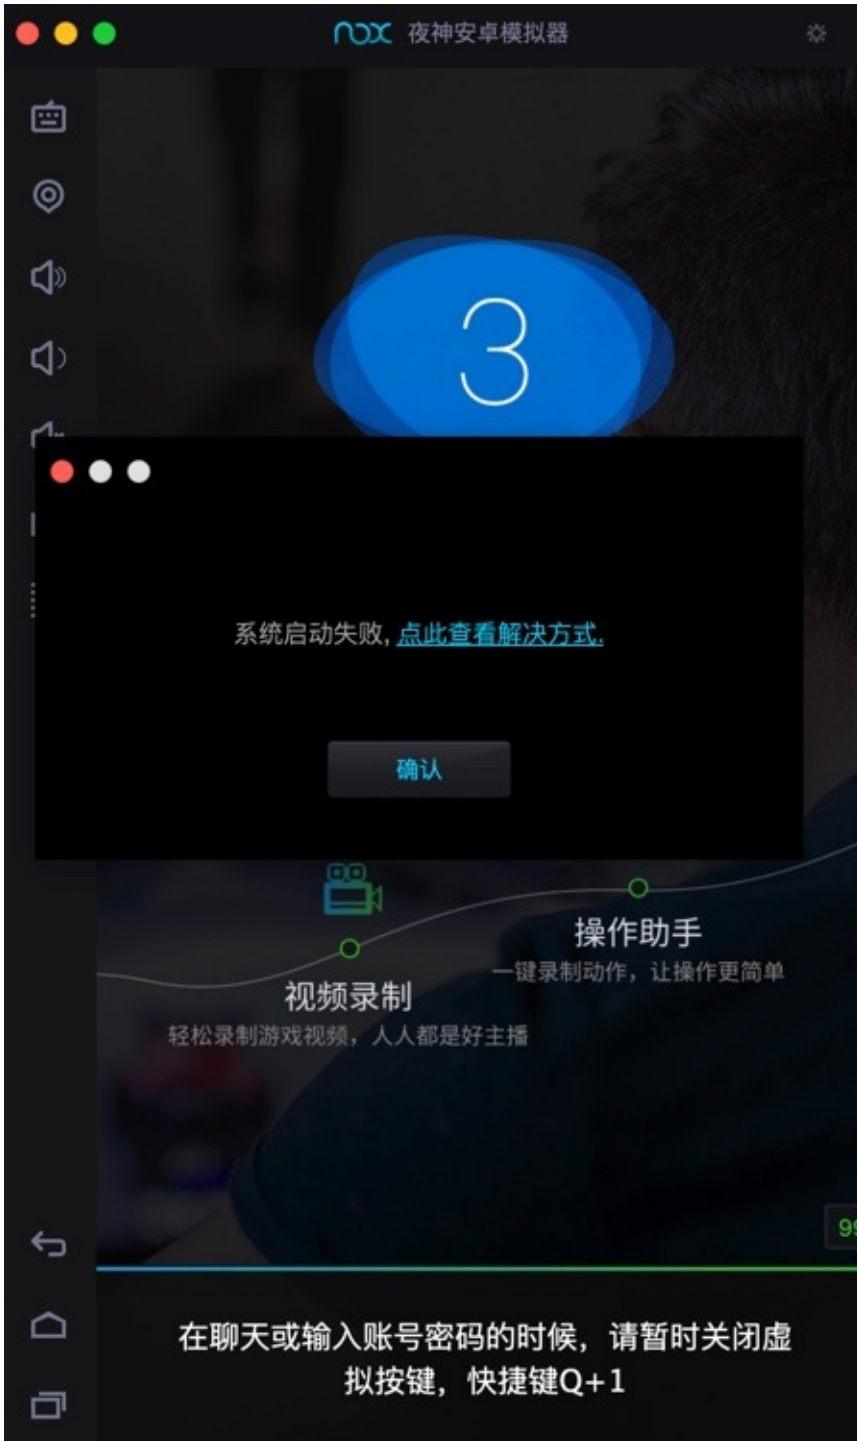 nox 夜神安卓模拟器
3
系统启动失败, 点此查看解决方式.
确认
操作助手
一键录制动作，让操作更简单
视频录制
轻松录制游戏视频，人人都是好主播
99
在聊天或输入账号密码的时候，请暂时关闭虚
拟按键，快捷键Q+1